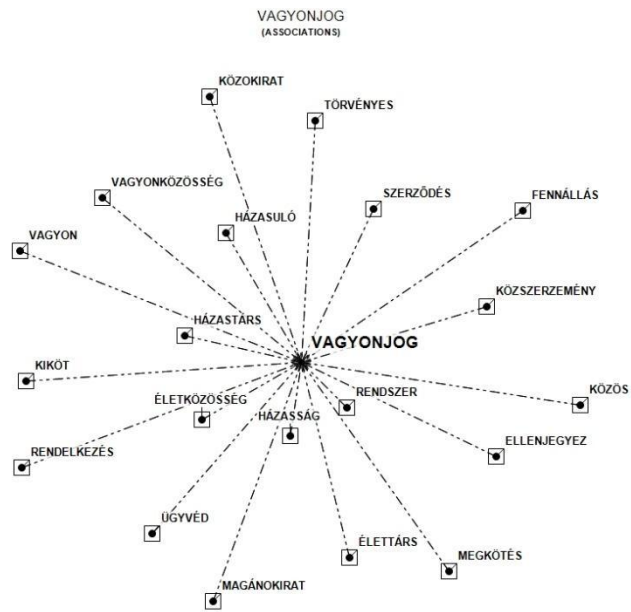 VAGYONJOG
(ASSOCIATIONS)
KÖZOKIRAT
TÖRVÉNYES
VAGYONKÖZÖSSÉG
SZERZŐDÉS
FENNÁLLÁS
HÁZASULÓ
VAGYON
KÖZSZERZEMÉNY
HÁZASTÁRS
VAGYONJOG
KIKÖT
ÉLETKÖZÖSSÉG
RENDSZER
KÖZÖS
HÁZASSÁG
RENDELKEZÉS
ELLENJEGYEZ
ÜGYVÉD
ÉLETTÁRS
MEGKÖTÉS
MAGÁNOKIRAT